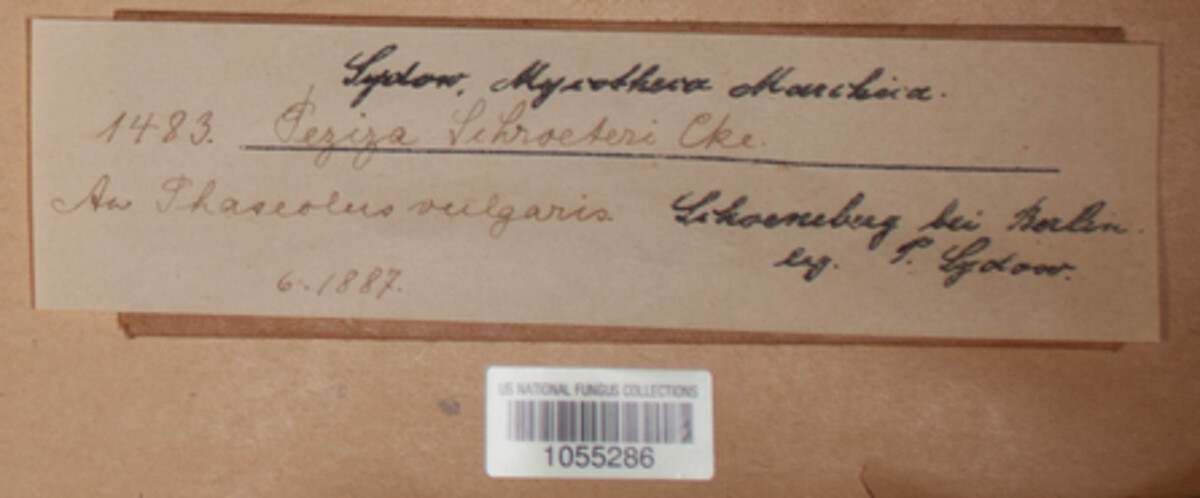 Sydow, Mycotheca Marchica.
1483. Peziza Schroeteri Cke.
An Phaseolus vulgaris. Schoeneberg bei Berlin.
leg. P. Sydow.
6. 1887.
US NATIONAL FUNGUS COLLECTIONS
1055286